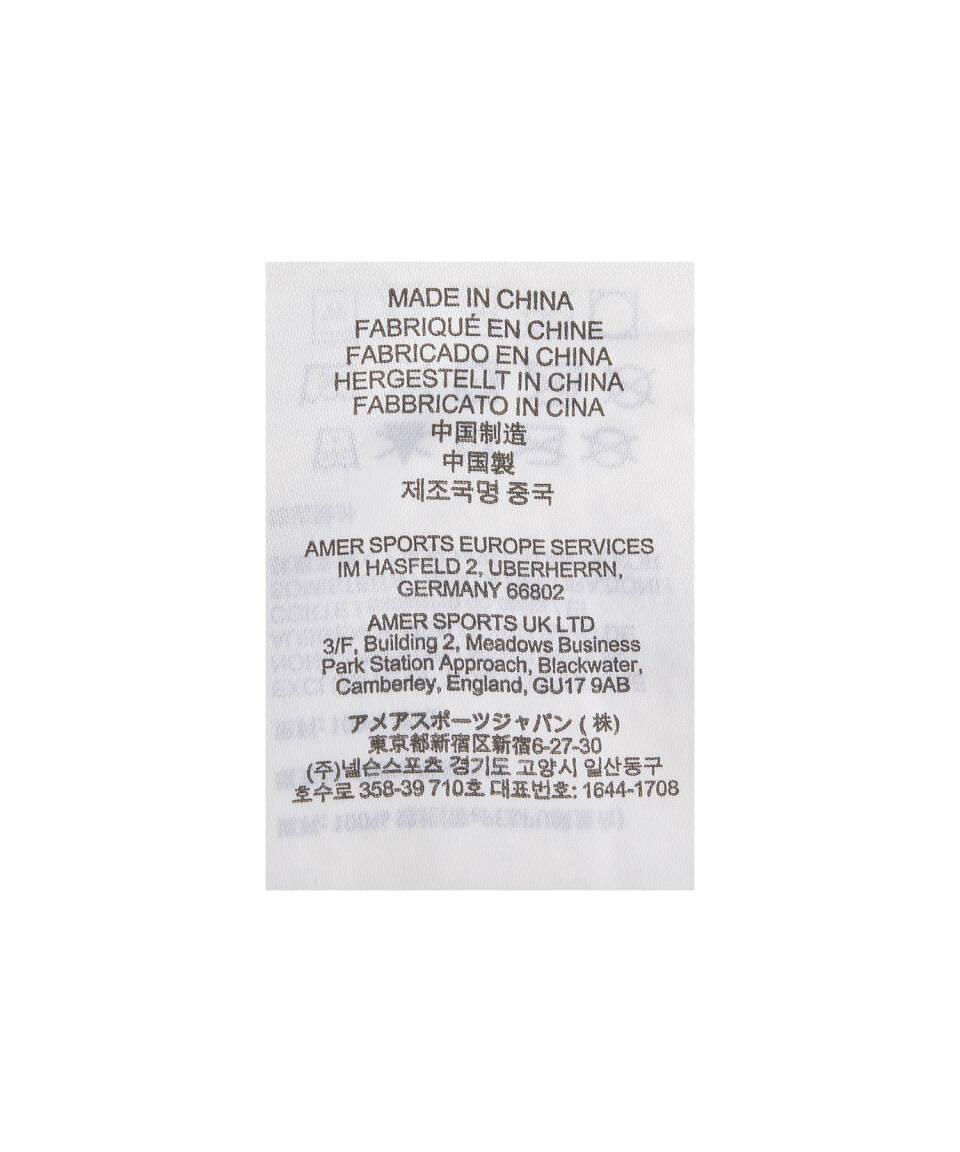 MADE IN CHINA
FABRIQUÉ EN CHINE
FABRICADO EN CHINA
HERGESTELLT IN CHINA
FABBRICATO IN CINA
中国制造
中国製
제조국명 중국
AMER SPORTS EUROPE SERVICES
IM HASFELD 2, UBERHERRN,
GERMANY 66802
AMER SPORTS UK LTD
3/F, Building 2, Meadows Business
Park Station Approach, Blackwater,
Camberley, England, GU17 9AB
アメアスポーツジャパン (株)
東京都新宿区新宿6-27-30
(주)넬슨스포츠 경기도 고양시 일산동구
호수로 358-39 710호 대표번호: 1644-1708